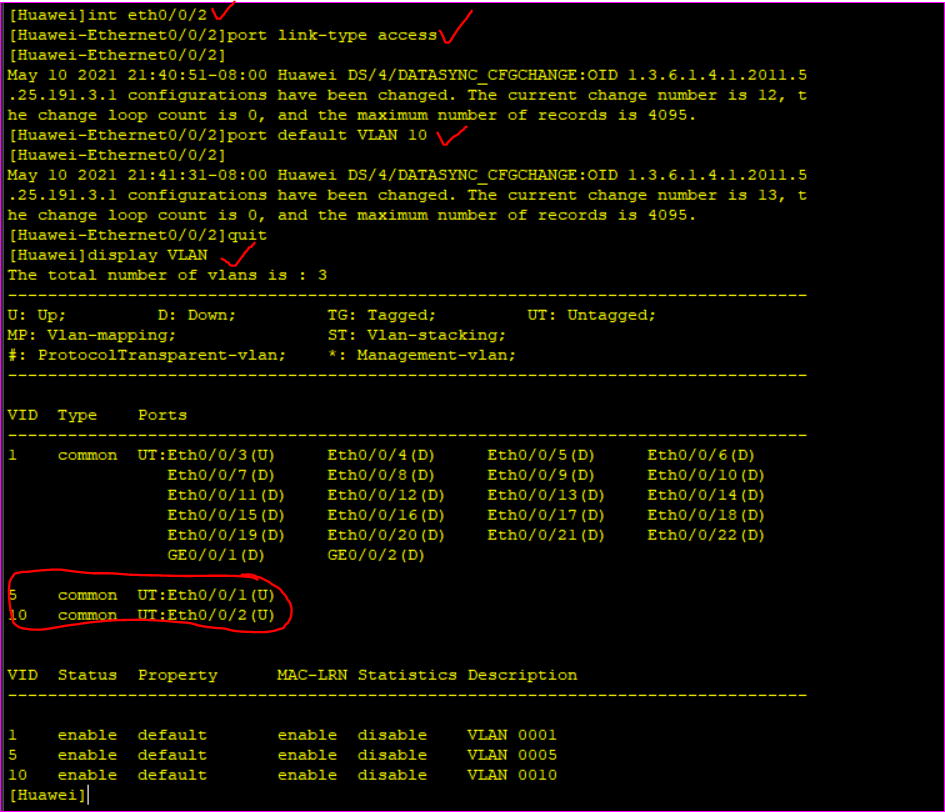 [Huawei]int eth0/0/2
[Huawei-Ethernet0/0/2]port link-type access
[Huawei-Ethernet0/0/2]
May 10 2021 21:40:51-08:00 Huawei DS/4/DATASYNC_CFGCHANGE:OID 1.3.6.1.4.1.2011.5
.25.191.3.1 configurations have been changed. The current change number is 12, t
he change loop count is 0, and the maximum number of records is 4095.
[Huawei-Ethernet0/0/2]port default VLAN 10
[Huawei-Ethernet0/0/2]
May 10 2021 21:41:31-08:00 Huawei DS/4/DATASYNC_CFGCHANGE:OID 1.3.6.1.4.1.2011.5
.25.191.3.1 configurations have been changed. The current change number is 13, t
he change loop count is 0, and the maximum number of records is 4095.
[Huawei-Ethernet0/0/2]quit
[Huawei]display VLAN
The total number of vlans is : 3
--------------------------------------------------------------------------------
U: Up;         D: Down;         TG: Tagged;         UT: Untagged;
MP: Vlan-mapping;               ST: Vlan-stacking;
#: ProtocolTransparent-vlan;    *: Management-vlan;
--------------------------------------------------------------------------------
VID  Type    Ports
--------------------------------------------------------------------------------
1    common  UT:Eth0/0/3(U)     Eth0/0/4(D)     Eth0/0/5(D)     Eth0/0/6(D)
Eth0/0/7(D)     Eth0/0/8(D)     Eth0/0/9(D)     Eth0/0/10(D)
Eth0/0/11(D)    Eth0/0/12(D)    Eth0/0/13(D)    Eth0/0/14(D)
Eth0/0/15(D)    Eth0/0/16(D)    Eth0/0/17(D)    Eth0/0/18(D)
Eth0/0/19(D)    Eth0/0/20(D)    Eth0/0/21(D)    Eth0/0/22(D)
GE0/0/1(D)      GE0/0/2(D)
5    common  UT:Eth0/0/1(U)
10   common  UT:Eth0/0/2(U)
VID  Status  Property      MAC-LRN Statistics Description
--------------------------------------------------------------------------------
1    enable  default       enable  disable    VLAN 0001
5    enable  default       enable  disable    VLAN 0005
10   enable  default       enable  disable    VLAN 0010
[Huawei]